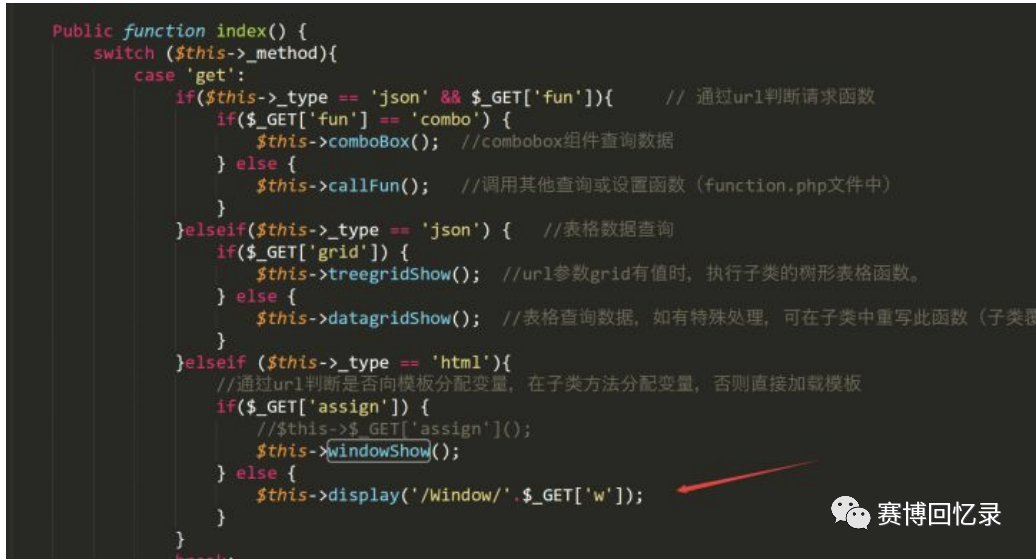 Public function index() {
switch ($this->_method){
case 'get':
if($this->_type == 'json' && $_GET['fun']){ // 通过url判断请求函数
if($_GET['fun'] == 'combo') {
$this->comboBox(); //combobox组件查询数据
} else {
$this->callFun(); //调用其他查询或设置函数（function.php文件中）
}
}elseif($this->_type == 'json') { //表格数据查询
if($_GET['grid']) {
$this->treegridShow(); //url参数grid有值时，执行子类的树形表格函数。
} else {
$this->datagridShow(); //表格查询数据，如有特殊处理，可在子类中重写此函数（子类覆
}
}elseif ($this->_type == 'html'){
//通过url判断是否向模板分配变量，在子类方法分配变量，否则直接加载模板
if($_GET['assign']) {
//$this->$_GET['assign']();
$this->windowShow();
} else {
$this->display('/Window/'.$_GET['w']);
}
}
break;
赛博回忆录